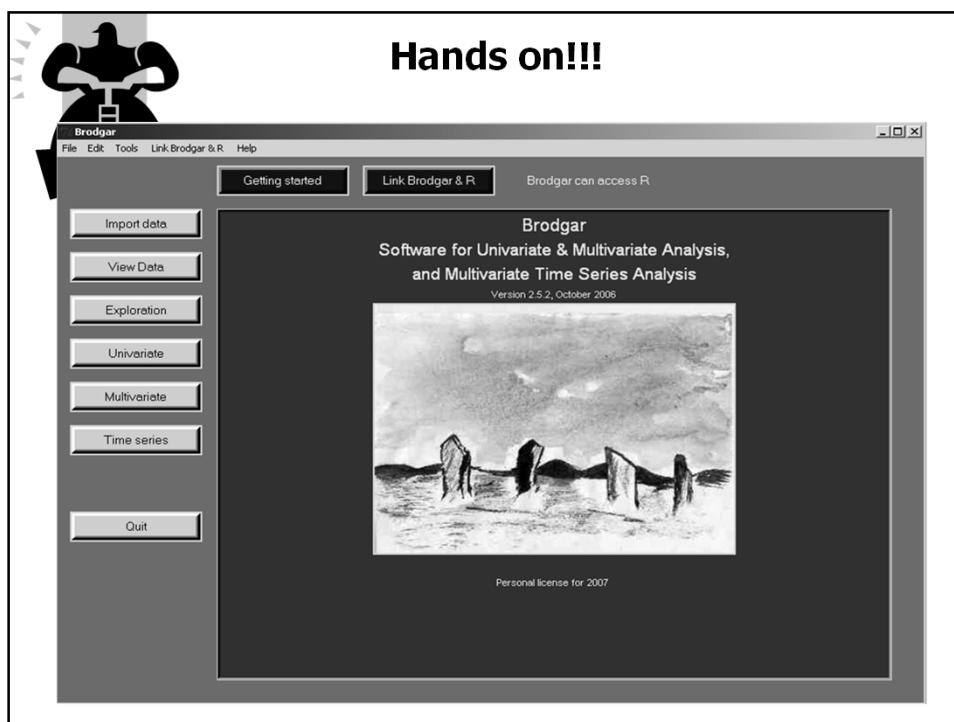 Hands on!!!
Brodgar
File Edit Tools Link Brodgar & R Help
Getting started Link Brodgar & R Brodgar can access R
Import data
View Data
Exploration
Univariate
Multivariate
Time series
Quit
Brodgar
Software for Univariate & Multivariate Analysis,
and Multivariate Time Series Analysis
Version 2.5.2, October 2006
Personal license for 2007